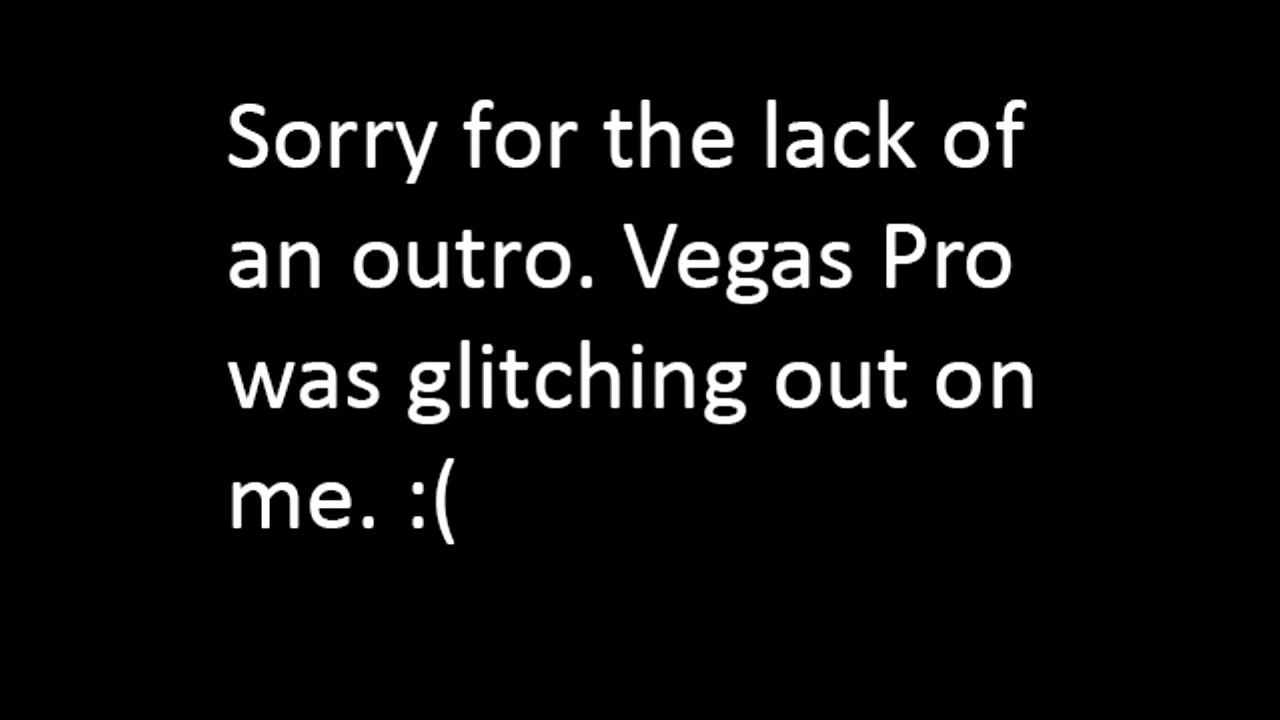 Sorry for the lack of
an outro. Vegas Pro
was glitching out on
me. :(